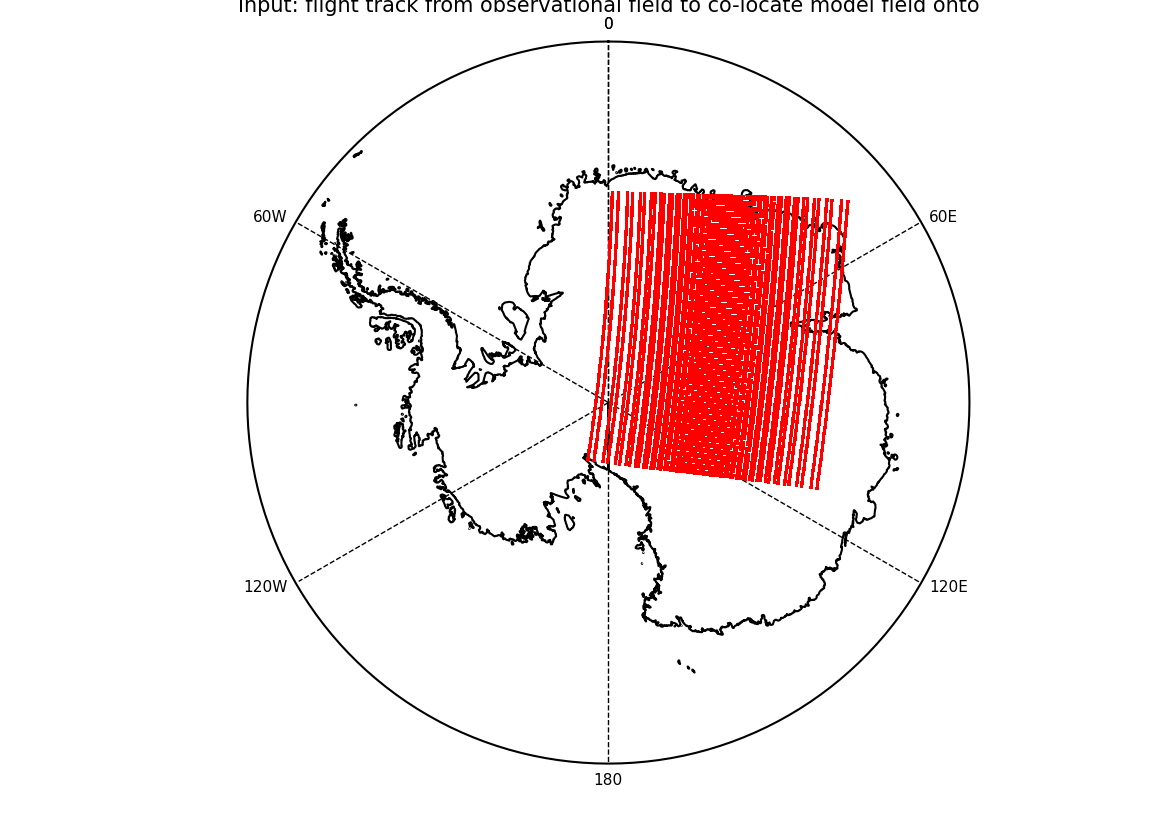 Input: flight track from observational field to co-locate model field onto
0
60W
60E
120W
120E
180